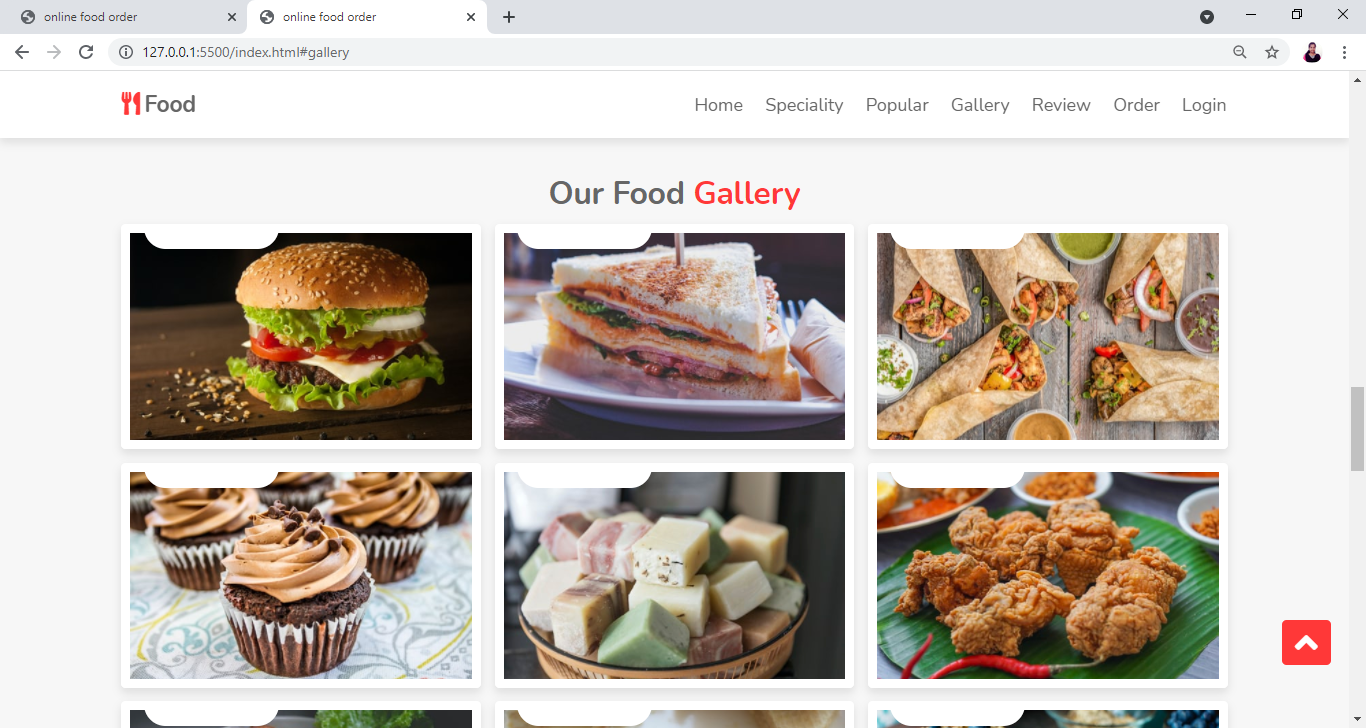 online food order
online food order
127.0.0.1:5500/index.html#gallery
Food
Home Speciality Popular Gallery Review Order Login
Our Food Gallery